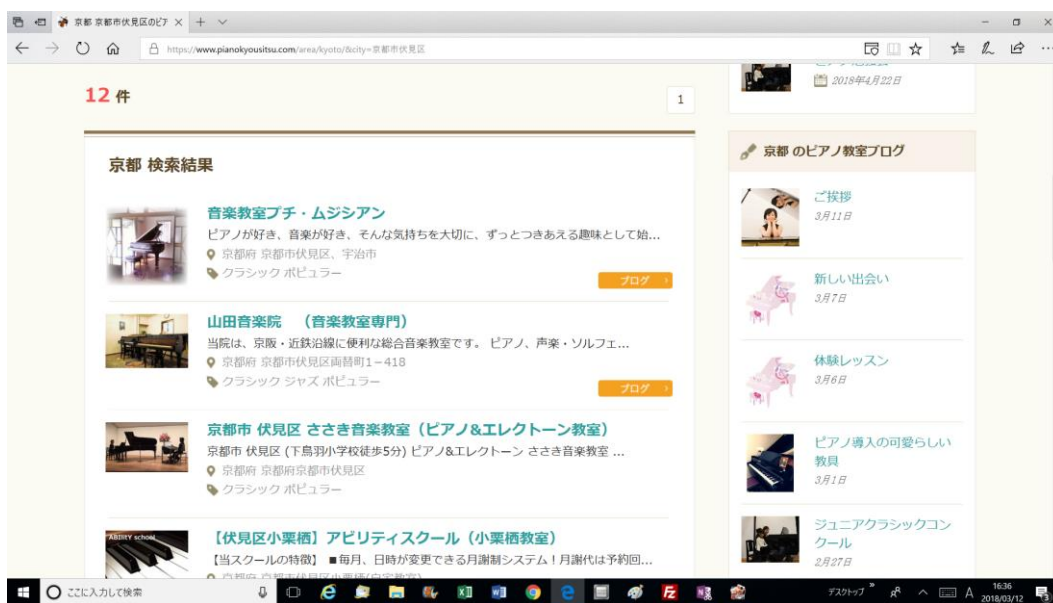 京都 京都市伏見区のピア
https://www.pianokyousitsu.com/area/kyoto/&city=京都市伏見区
12 件
1
京都 検索結果
音楽教室プチ・ムジシアン
ピアノが好き、音楽が好き、そんな気持ちを大切に、ずっとつきあえる趣味として始...
京都府 京都市伏見区、宇治市
クラシック ポピュラー
ブログ
山田音楽院 （音楽教室専門）
当院は、京阪・近鉄沿線に便利な総合音楽教室です。 ピアノ、声楽・ソルフェ...
京都府 京都市伏見区両替町1－418
クラシック ジャズ ポピュラー
ブログ
京都市 伏見区 ささき音楽教室（ピアノ&エレクトーン教室）
京都市 伏見区 (下鳥羽小学校徒歩5分) ピアノ&エレクトーン ささき音楽教室 ...
京都府 京都府京都市伏見区
クラシック ポピュラー
ABILITY school
【伏見区小栗栖】アビリティスクール（小栗栖教室）
【当スクールの特徴】 ■毎月、日時が変更できる月謝制システム！月謝代は予約回...
2018年4月22日
京都 のピアノ教室ブログ
ご挨拶
3月11日
新しい出会い
3月7日
体験レッスン
3月6日
ピアノ導入の可愛らしい
教具
3月1日
ジュニアクラシックコン
クール
2月27日
ここに入力して検索
デスクトップ
A
16:36
2018/03/12